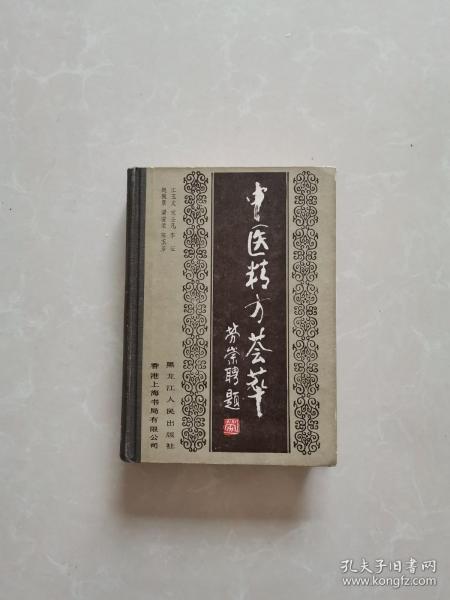 中医精方荟萃
劳崇聘题
黑龙江人民出版社
香港上海书局有限公司
孔夫子旧书网
www.kongfz.com